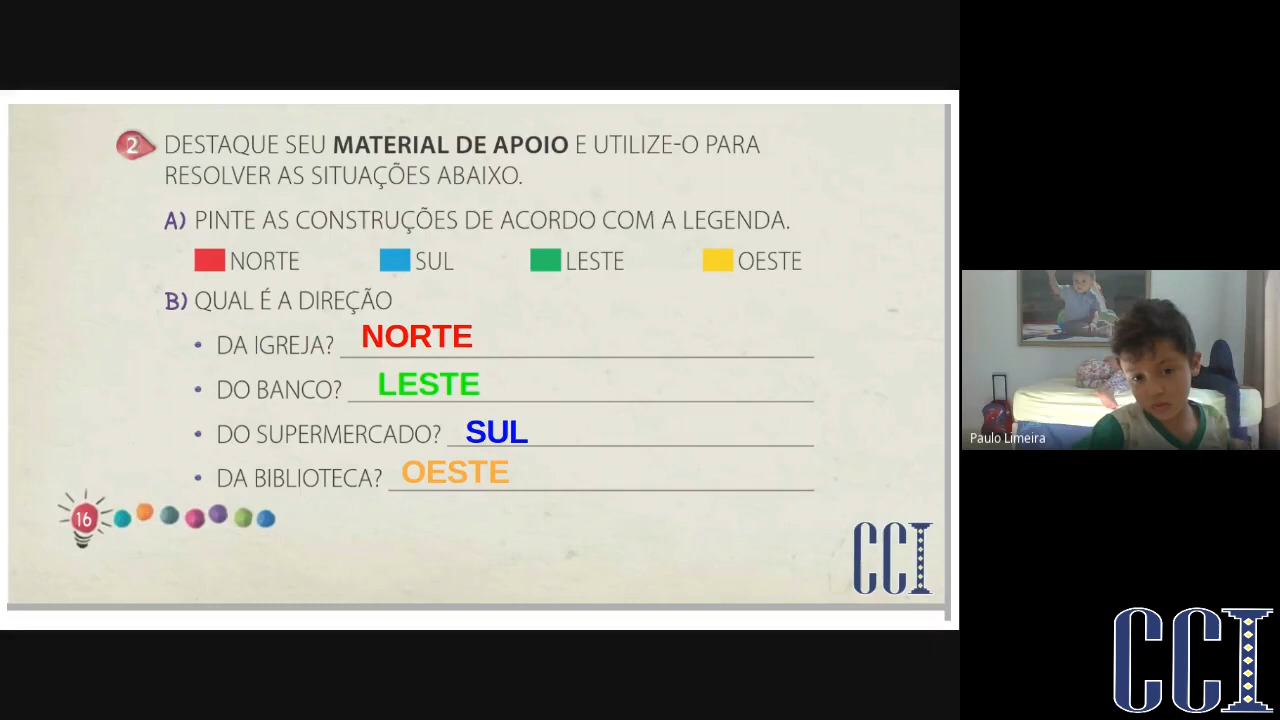 2 DESTAQUE SEU MATERIAL DE APOIO E UTILIZE-O PARA
RESOLVER AS SITUAÇÕES ABAIXO.
A) PINTE AS CONSTRUÇÕES DE ACORDO COM A LEGENDA.
NORTE SUL LESTE OESTE
B) QUAL É A DIREÇÃO
• DA IGREJA? NORTE
• DO BANCO? LESTE
• DO SUPERMERCADO? SUL
• DA BIBLIOTECA? OESTE
16
CCI
Paulo Limeira
CCI